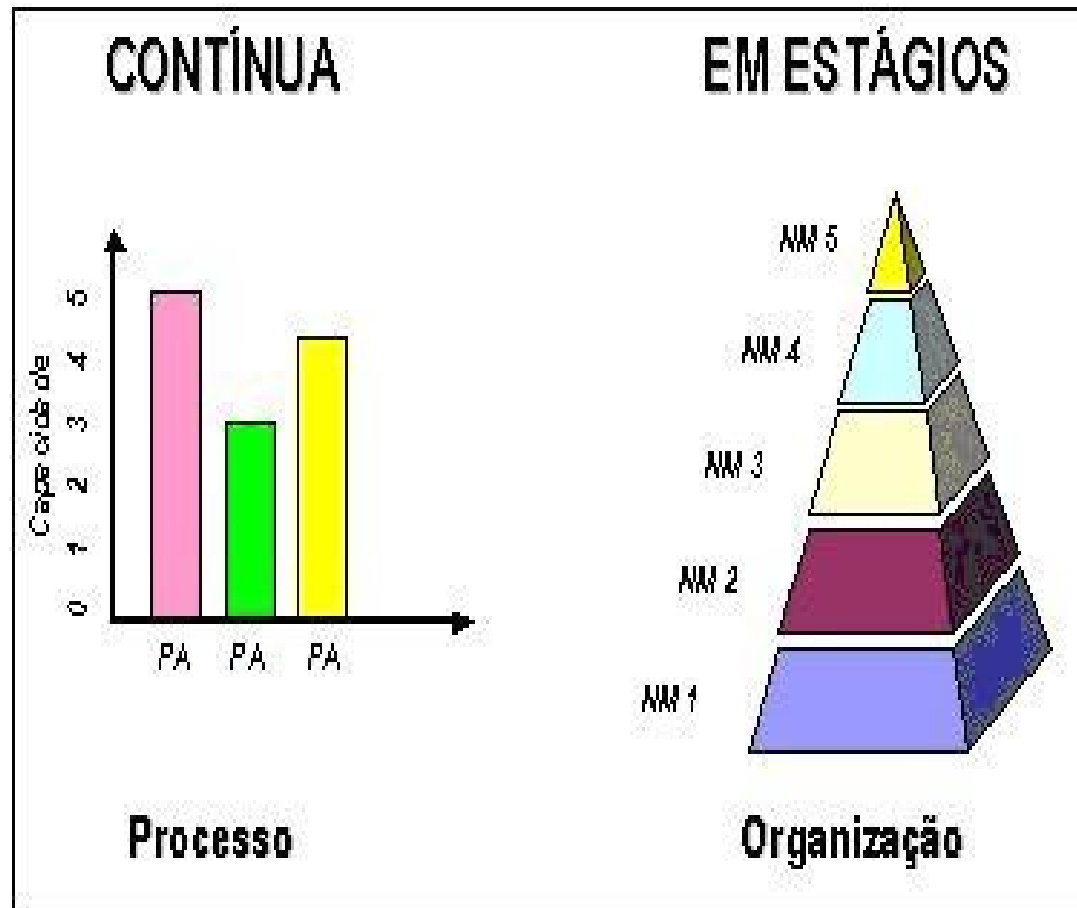 CONTÍNUA
EM ESTÁGIOS
Capacidade
5
4
3
2
1
0
PA PA PA
Processo
NM 5
NM 4
NM 3
NM 2
NM 1
Organização